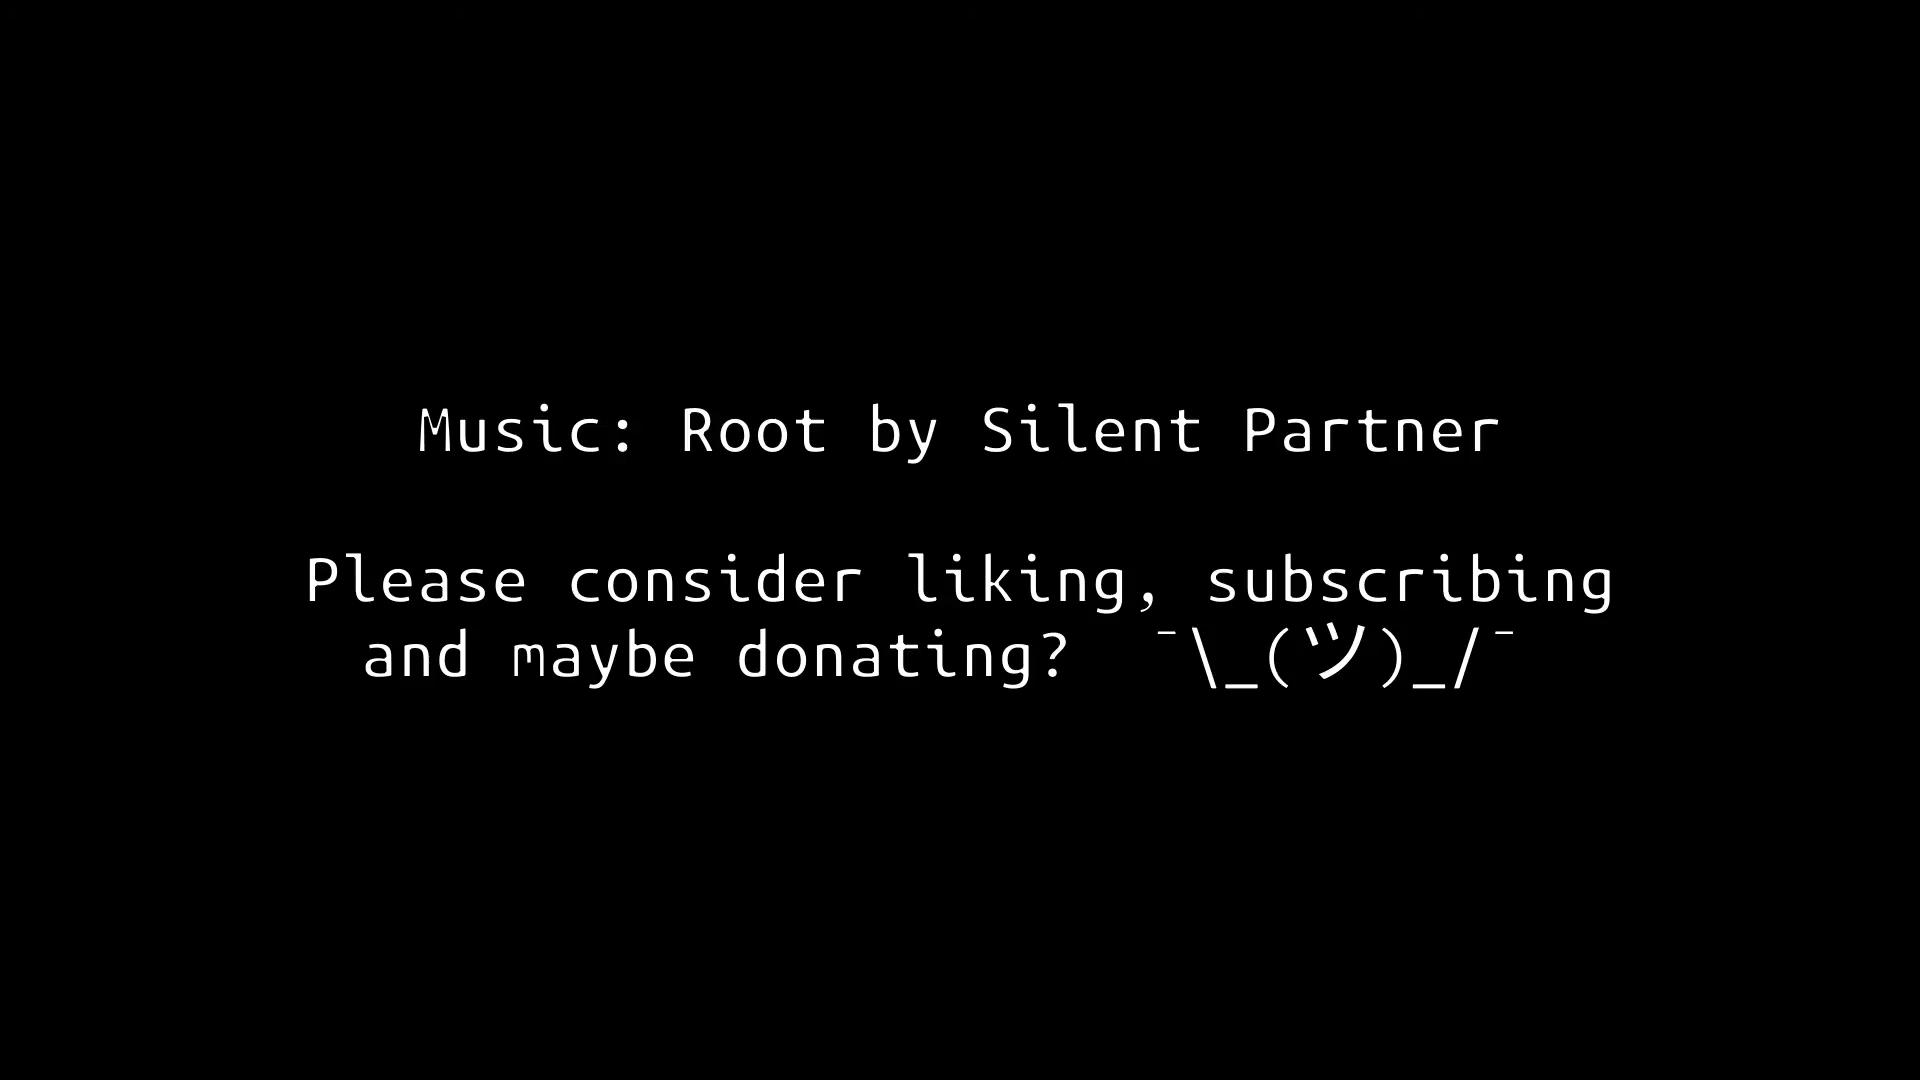 Music: Root by Silent Partner
Please consider liking, subscribing
and maybe donating? ¯\_(ツ)_/¯